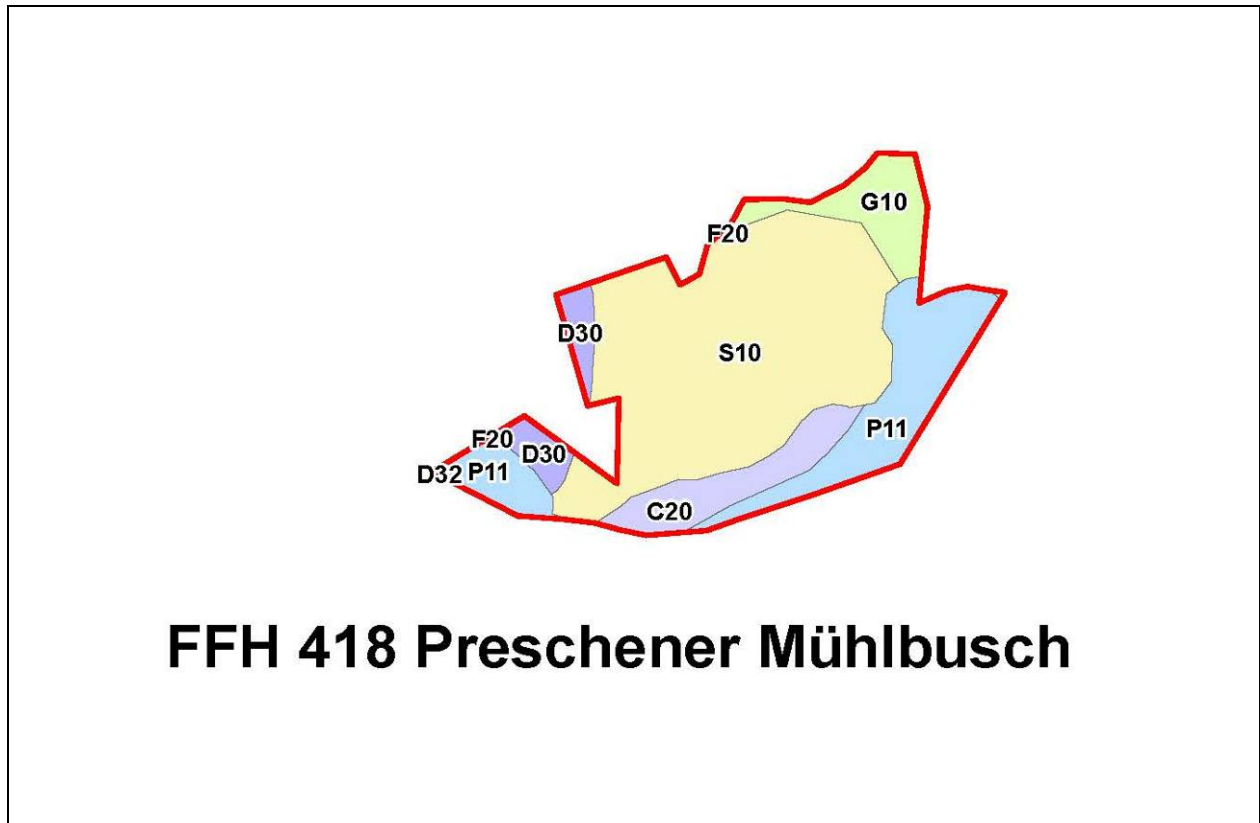 G10
F20
D30
S10
P11
F20
D30
D32 P11
C20
FFH 418 Preschener Mühlbusch